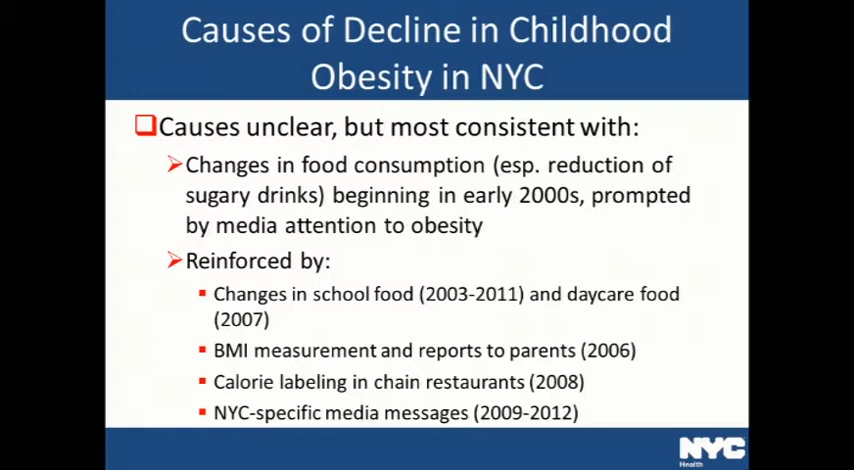 Causes of Decline in Childhood
Obesity in NYC
Causes unclear, but most consistent with:
Changes in food consumption (esp. reduction of
sugary drinks) beginning in early 2000s, prompted
by media attention to obesity
Reinforced by:
Changes in school food (2003-2011) and daycare food
(2007)
BMI measurement and reports to parents (2006)
Calorie labeling in chain restaurants (2008)
NYC-specific media messages (2009-2012)
NYC
Health